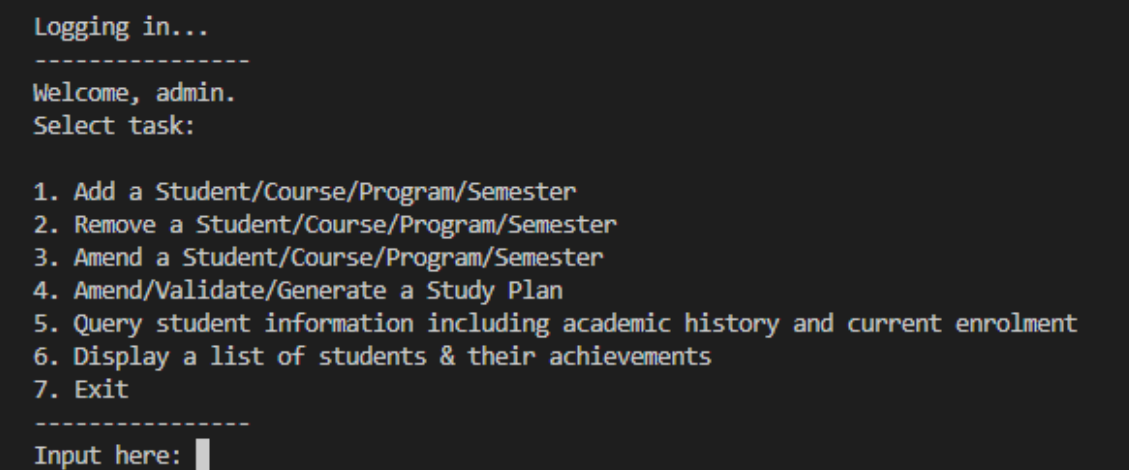 Logging in...
----------------
Welcome, admin.
Select task:
1. Add a Student/Course/Program/Semester
2. Remove a Student/Course/Program/Semester
3. Amend a Student/Course/Program/Semester
4. Amend/Validate/Generate a Study Plan
5. Query student information including academic history and current enrolment
6. Display a list of students & their achievements
7. Exit
----------------
Input here: